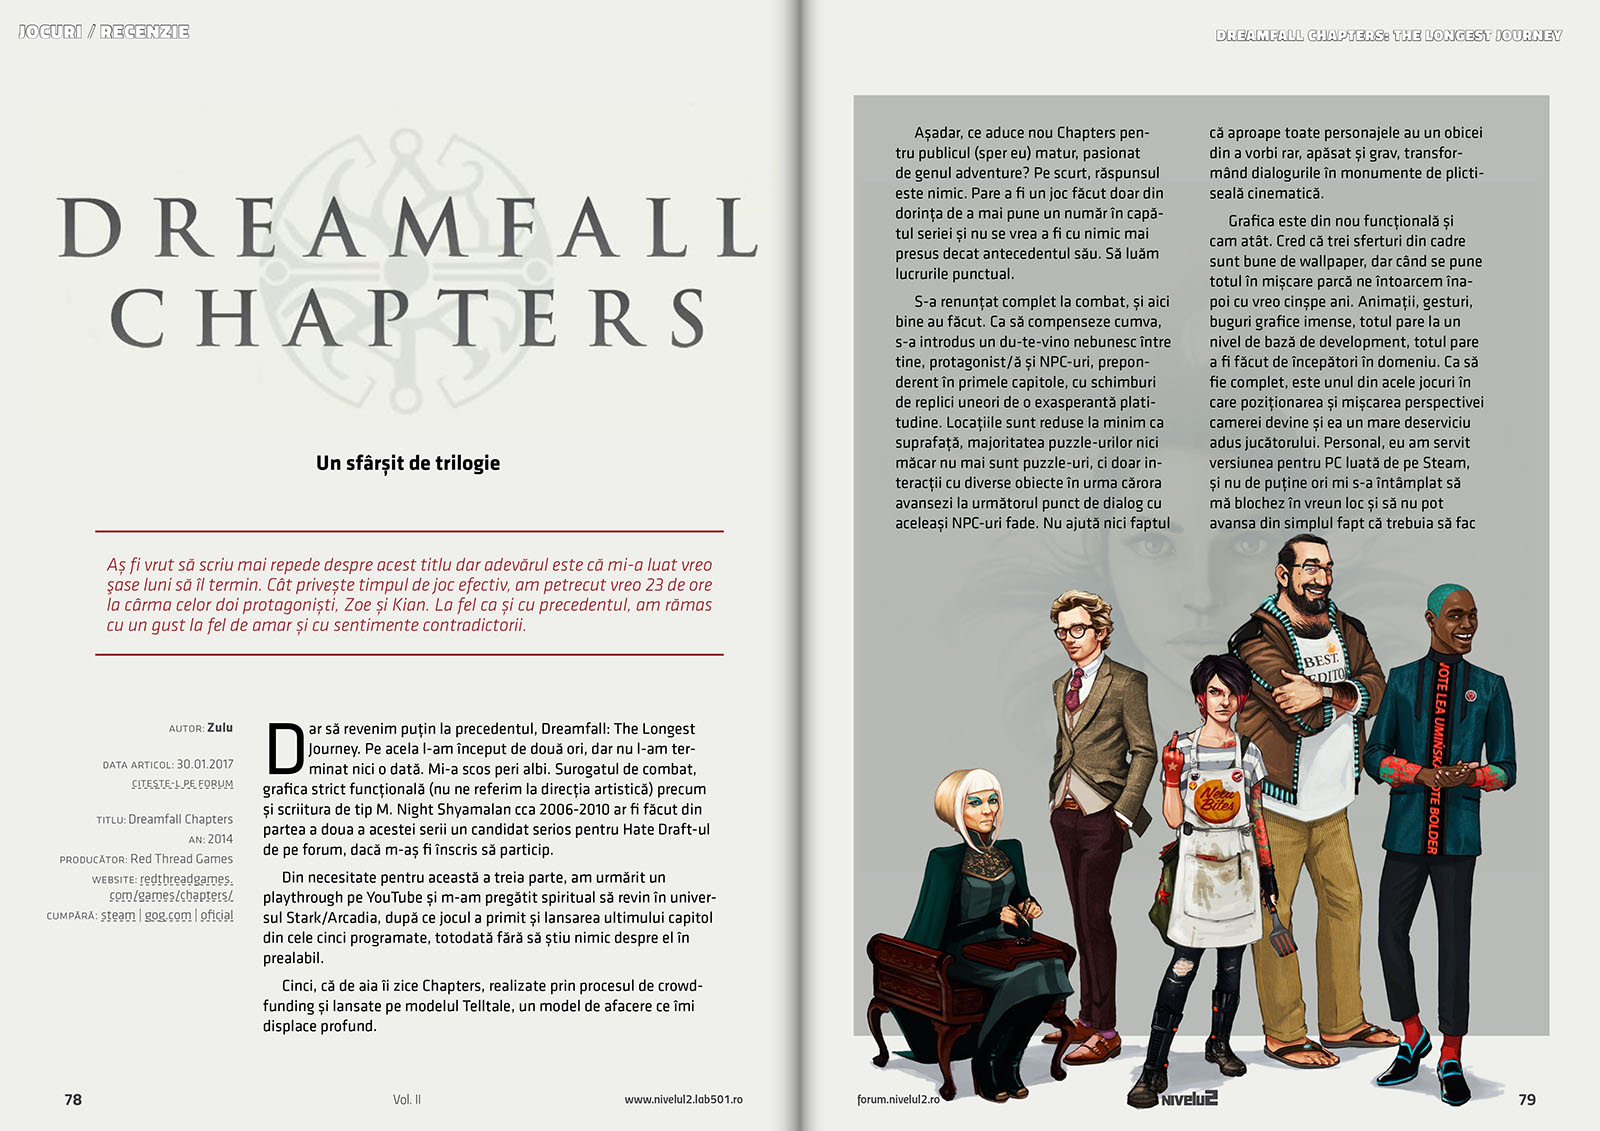 JOCURI / RECENZIE
DREAMFALL
CHAPTERS
Un sfârșit de trilogie
Aș fi vrut să scriu mai repede despre acest titlu dar adevărul este că mi-a luat vreo
șase luni să îl termin. Cât privește timpul de joc efectiv, am petrecut vreo 23 de ore
la cârma celor doi protagoniști, Zoe și Kian. La fel ca și cu precedentul, am rămas
cu un gust la fel de amar și cu sentimente contradictorii.
AUTOR: Zulu
DATA ARTICOL: 30.01.2017
CITEȘTE-L PE FORUM
TITLU: Dreamfall Chapters
AN: 2014
PRODUCĂTOR: Red Thread Games
WEBSITE: redthreadgames.
com/games/chapters/
CUMPĂRĂ: steam | gog.com | oficial
Dar să revenim puțin la precedentul, Dreamfall: The Longest
Journey. Pe acela l-am început de două ori, dar nu l-am ter-
minat nici o dată. Mi-a scos peri albi. Surogatul de combat,
grafica strict funcțională (nu ne referim la direcția artistică) precum
și scriitura de tip M. Night Shyamalan cca 2006-2010 ar fi făcut din
partea a doua a acestei serii un candidat serios pentru Hate Draft-ul
de pe forum, dacă m-aș fi înscris să particip.
Din necesitate pentru această a treia parte, am urmărit un
playthrough pe YouTube și m-am pregătit spiritual să revin în univer-
sul Stark/Arcadia, după ce jocul a primit și lansarea ultimului capitol
din cele cinci programate, totodată fără să știu nimic despre el în
prealabil.
Cinci, că de aia îi zice Chapters, realizate prin procesul de crowd-
funding și lansate pe modelul Telltale, un model de afacere ce îmi
displace profund.
78
Vol. II
www.nivelul2.lab501.ro
DREAMFALL CHAPTERS: THE LONGEST JOURNEY
Așadar, ce aduce nou Chapters pen-
tru publicul (sper eu) matur, pasionat
de genul adventure? Pe scurt, răspunsul
este nimic. Pare a fi un joc făcut doar din
dorința de a mai pune un număr în capă-
tul seriei și nu se vrea a fi cu nimic mai
presus decat antecedentul său. Să luăm
lucrurile punctual.
S-a renunțat complet la combat, și aici
bine au făcut. Ca să compenseze cumva,
s-a introdus un du-te-vino nebunesc între
tine, protagonist/ă și NPC-uri, prepon-
derent în primele capitole, cu schimburi
de replici uneori de o exasperantă plati-
tudine. Locațiile sunt reduse la minim ca
suprafață, majoritatea puzzle-urilor nici
măcar nu mai sunt puzzle-uri, ci doar in-
teracții cu diverse obiecte în urma cărora
avansezi la următorul punct de dialog cu
aceleași NPC-uri fade. Nu ajută nici faptul
că aproape toate personajele au un obicei
din a vorbi rar, apăsat și grav, transfor-
mând dialogurile în monumente de plicti-
seală cinematică.
Grafica este din nou funcțională și
cam atât. Cred că trei sferturi din cadre
sunt bune de wallpaper, dar când se pune
totul în mișcare parcă ne întoarcem îna-
poi cu vreo cinșpe ani. Animații, gesturi,
buguri grafice imense, totul pare la un
nivel de bază de development, totul pare
a fi făcut de începători în domeniu. Ca să
fie complet, este unul din acele jocuri în
care poziționarea și mișcarea perspectivei
camerei devine și ea un mare deserviciu
adus jucătorului. Personal, eu am servit
versiunea pentru PC luată de pe Steam,
și nu de puține ori mi s-a întâmplat să
mă blochez în vreun loc și să nu pot
avansa din simplul fapt că trebuia să fac
BEST.
EDITOR
Nela
Bites
VOTE LEA UMIŃSKA
VOTE BOLDER
forum.nivelul2.ro
NIVELU2
79